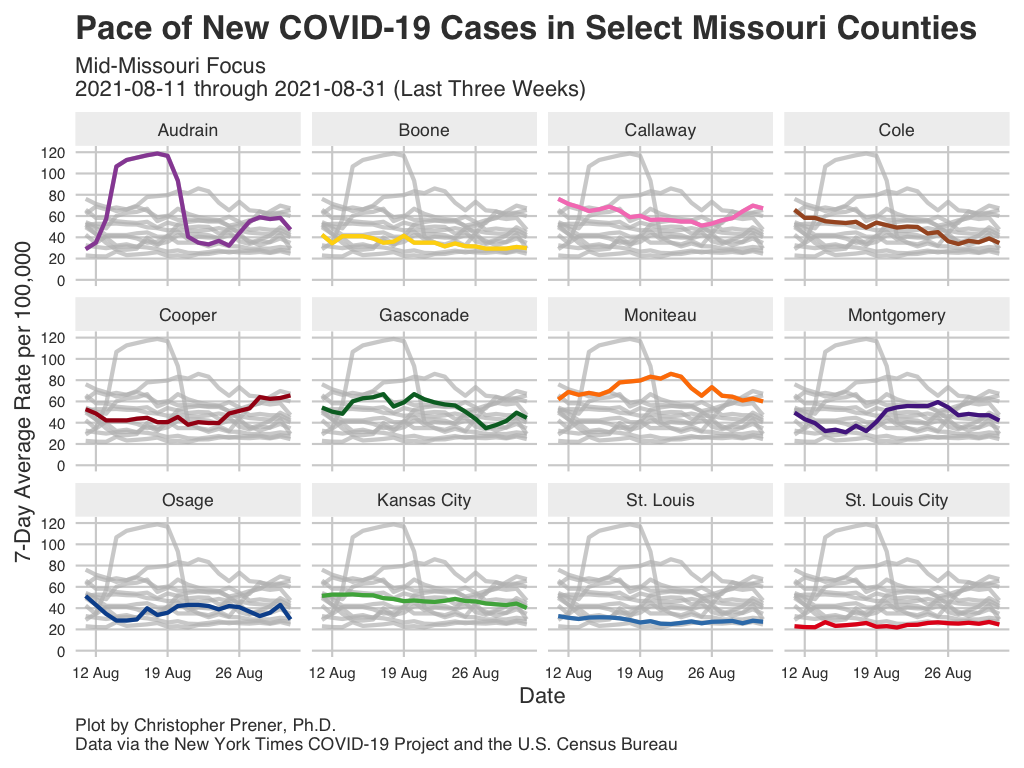 Pace of New COVID-19 Cases in Select Missouri Counties
Mid-Missouri Focus
2021-08-11 through 2021-08-31 (Last Three Weeks)
Audrain Boone Callaway Cole
120
100
80
60
40
20
0
Cooper Gasconade Moniteau Montgomery
120
100
80
60
40
20
0
Osage Kansas City St. Louis St. Louis City
120
100
80
60
40
20
0
7-Day Average Rate per 100,000
12 Aug 19 Aug 26 Aug 12 Aug 19 Aug 26 Aug 12 Aug 19 Aug 26 Aug 12 Aug 19 Aug 26 Aug
Date
Plot by Christopher Prener, Ph.D.
Data via the New York Times COVID-19 Project and the U.S. Census Bureau